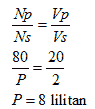 Np/Ns = Vp/Vs
80/P = 20/2
P = 8 lilitan